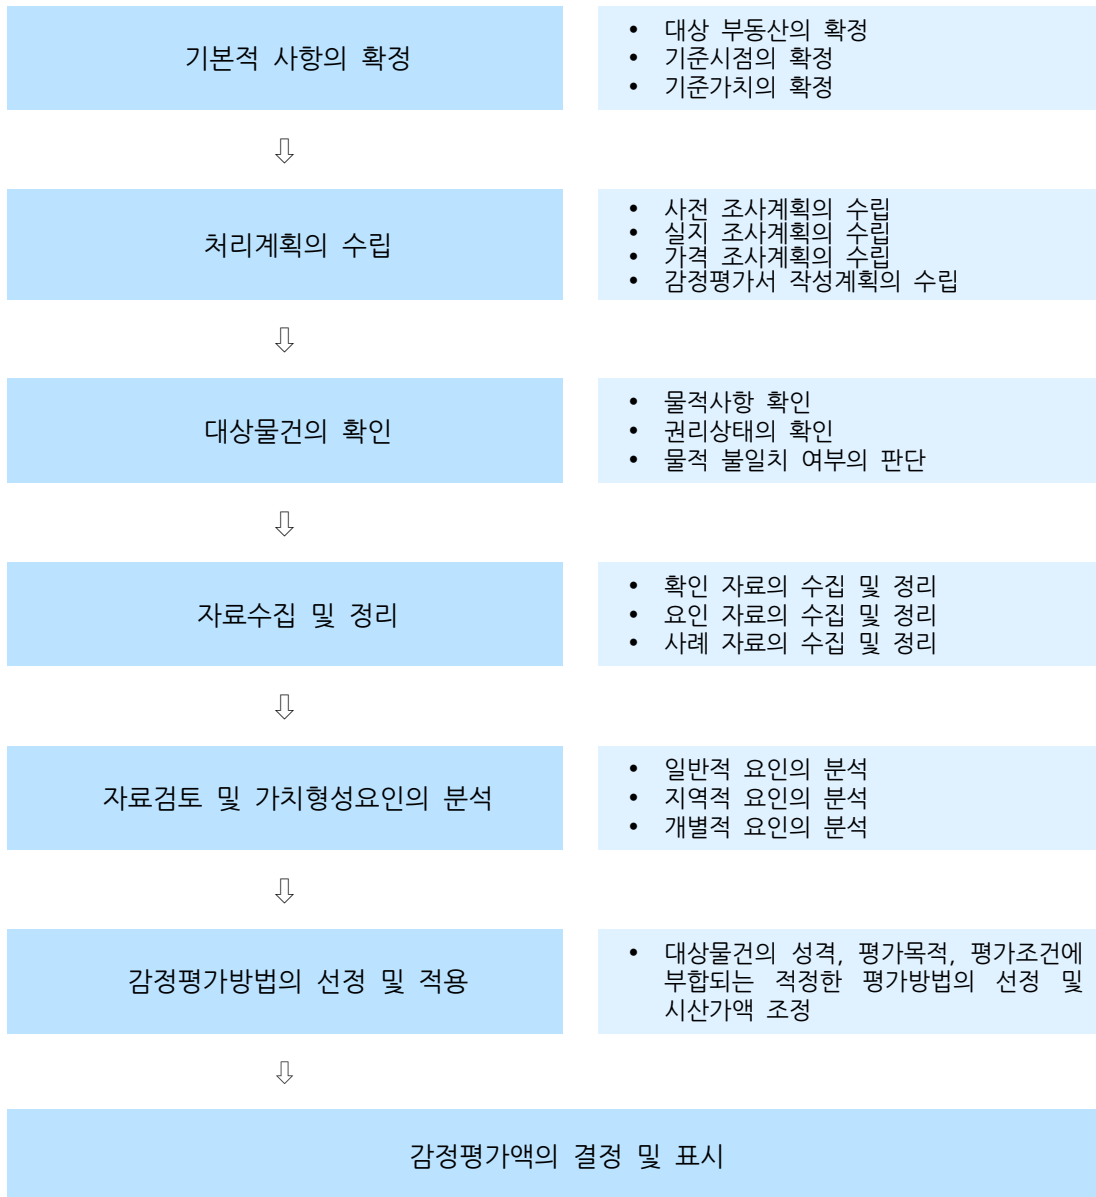 기본적 사항의 확정
• 대상 부동산의 확정
• 기준시점의 확정
• 기준가치의 확정
⇩
처리계획의 수립
• 사전 조사계획의 수립
• 실지 조사계획의 수립
• 가격 조사계획의 수립
• 감정평가서 작성계획의 수립
⇩
대상물건의 확인
• 물적사항 확인
• 권리상태의 확인
• 물적 불일치 여부의 판단
⇩
자료수집 및 정리
• 확인 자료의 수집 및 정리
• 요인 자료의 수집 및 정리
• 사례 자료의 수집 및 정리
⇩
자료검토 및 가치형성요인의 분석
• 일반적 요인의 분석
• 지역적 요인의 분석
• 개별적 요인의 분석
⇩
감정평가방법의 선정 및 적용
• 대상물건의 성격, 평가목적, 평가조건에
부합되는 적정한 평가방법의 선정 및
시산가액 조정
⇩
감정평가액의 결정 및 표시